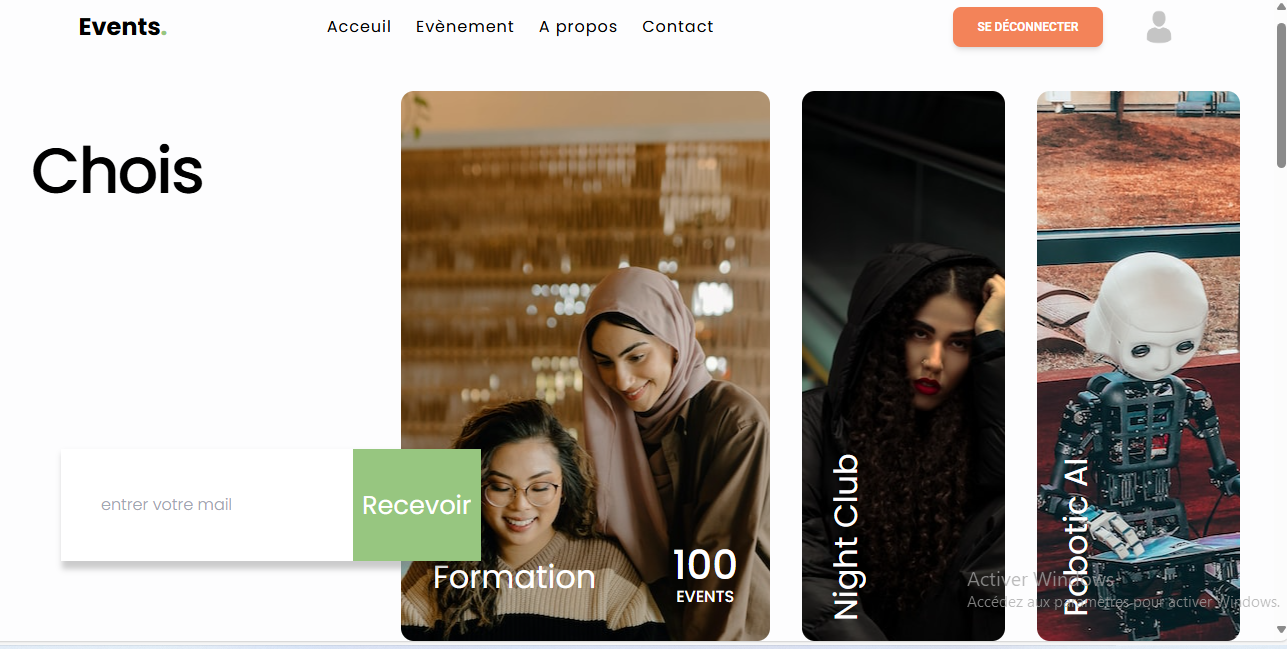 Events.
Acceuil Evènement A propos Contact
SE DÉCONNECTER
Chois
entrer votre mail
Recevoir
Formation
100
EVENTS
Night Club
Robotic AI
Activer Windows
Accédez aux paramètres pour activer Windows.